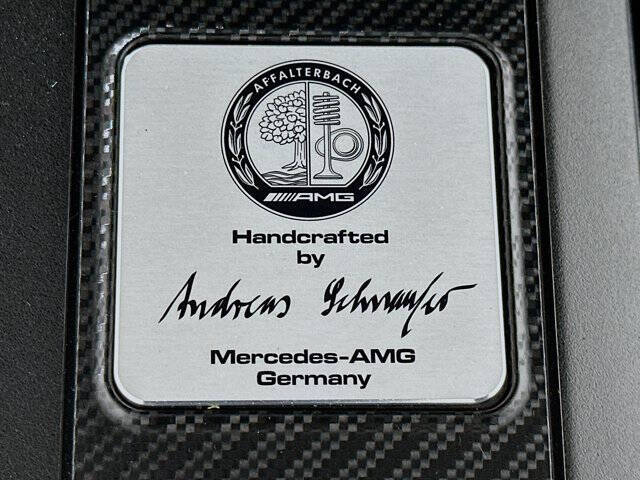 AFFALTERBACH
AMG
Handcrafted
by
Andreas
Mercedes-AMG
Germany